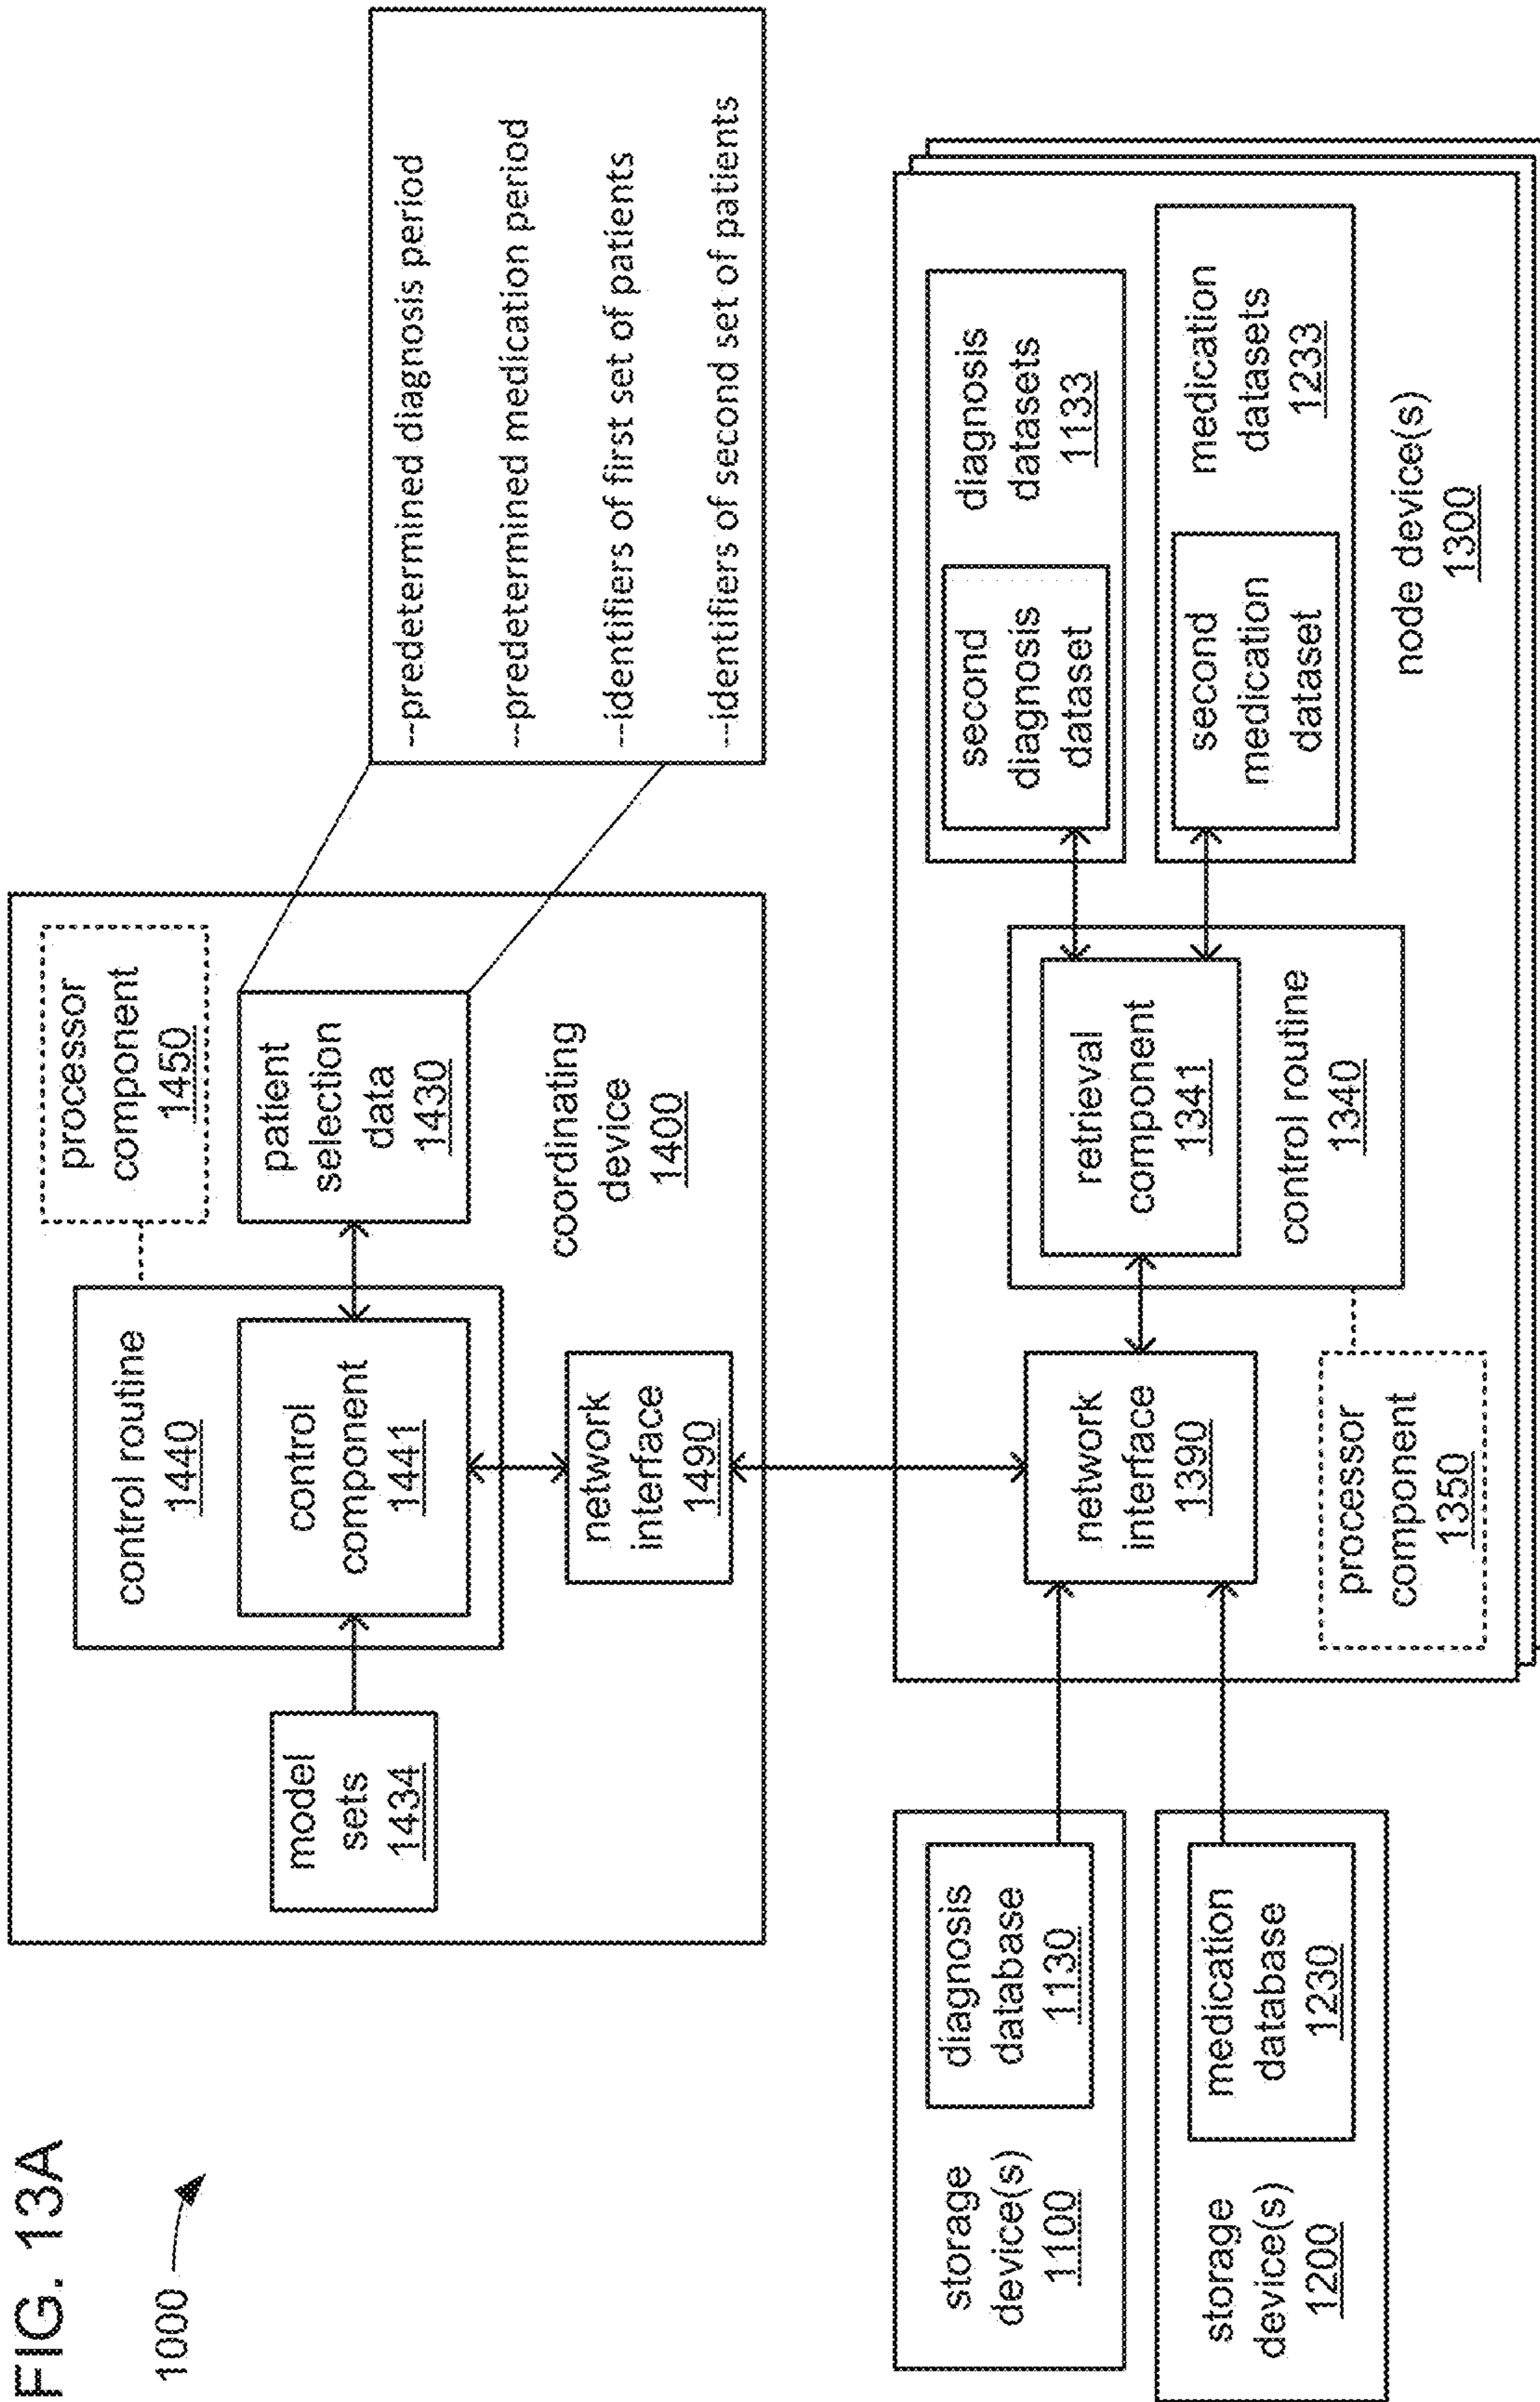 FIG. 13A
1000
model
sets
1434
control routine
1440
control
component
1441
processor
component
1450
patient
selection
data
1430
coordinating
device
1400
network
interface
1490
--predetermined diagnosis period
--predetermined medication period
--identifiers of first set of patients
--identifiers of second set of patients
storage
device(s)
1100
diagnosis
database
1130
storage
device(s)
1200
medication
database
1230
network
interface
1390
processor
component
1350
retrieval
component
1341
control routine
1340
second
diagnosis
dataset
diagnosis
datasets
1133
second
medication
dataset
medication
datasets
1233
node device(s)
1300